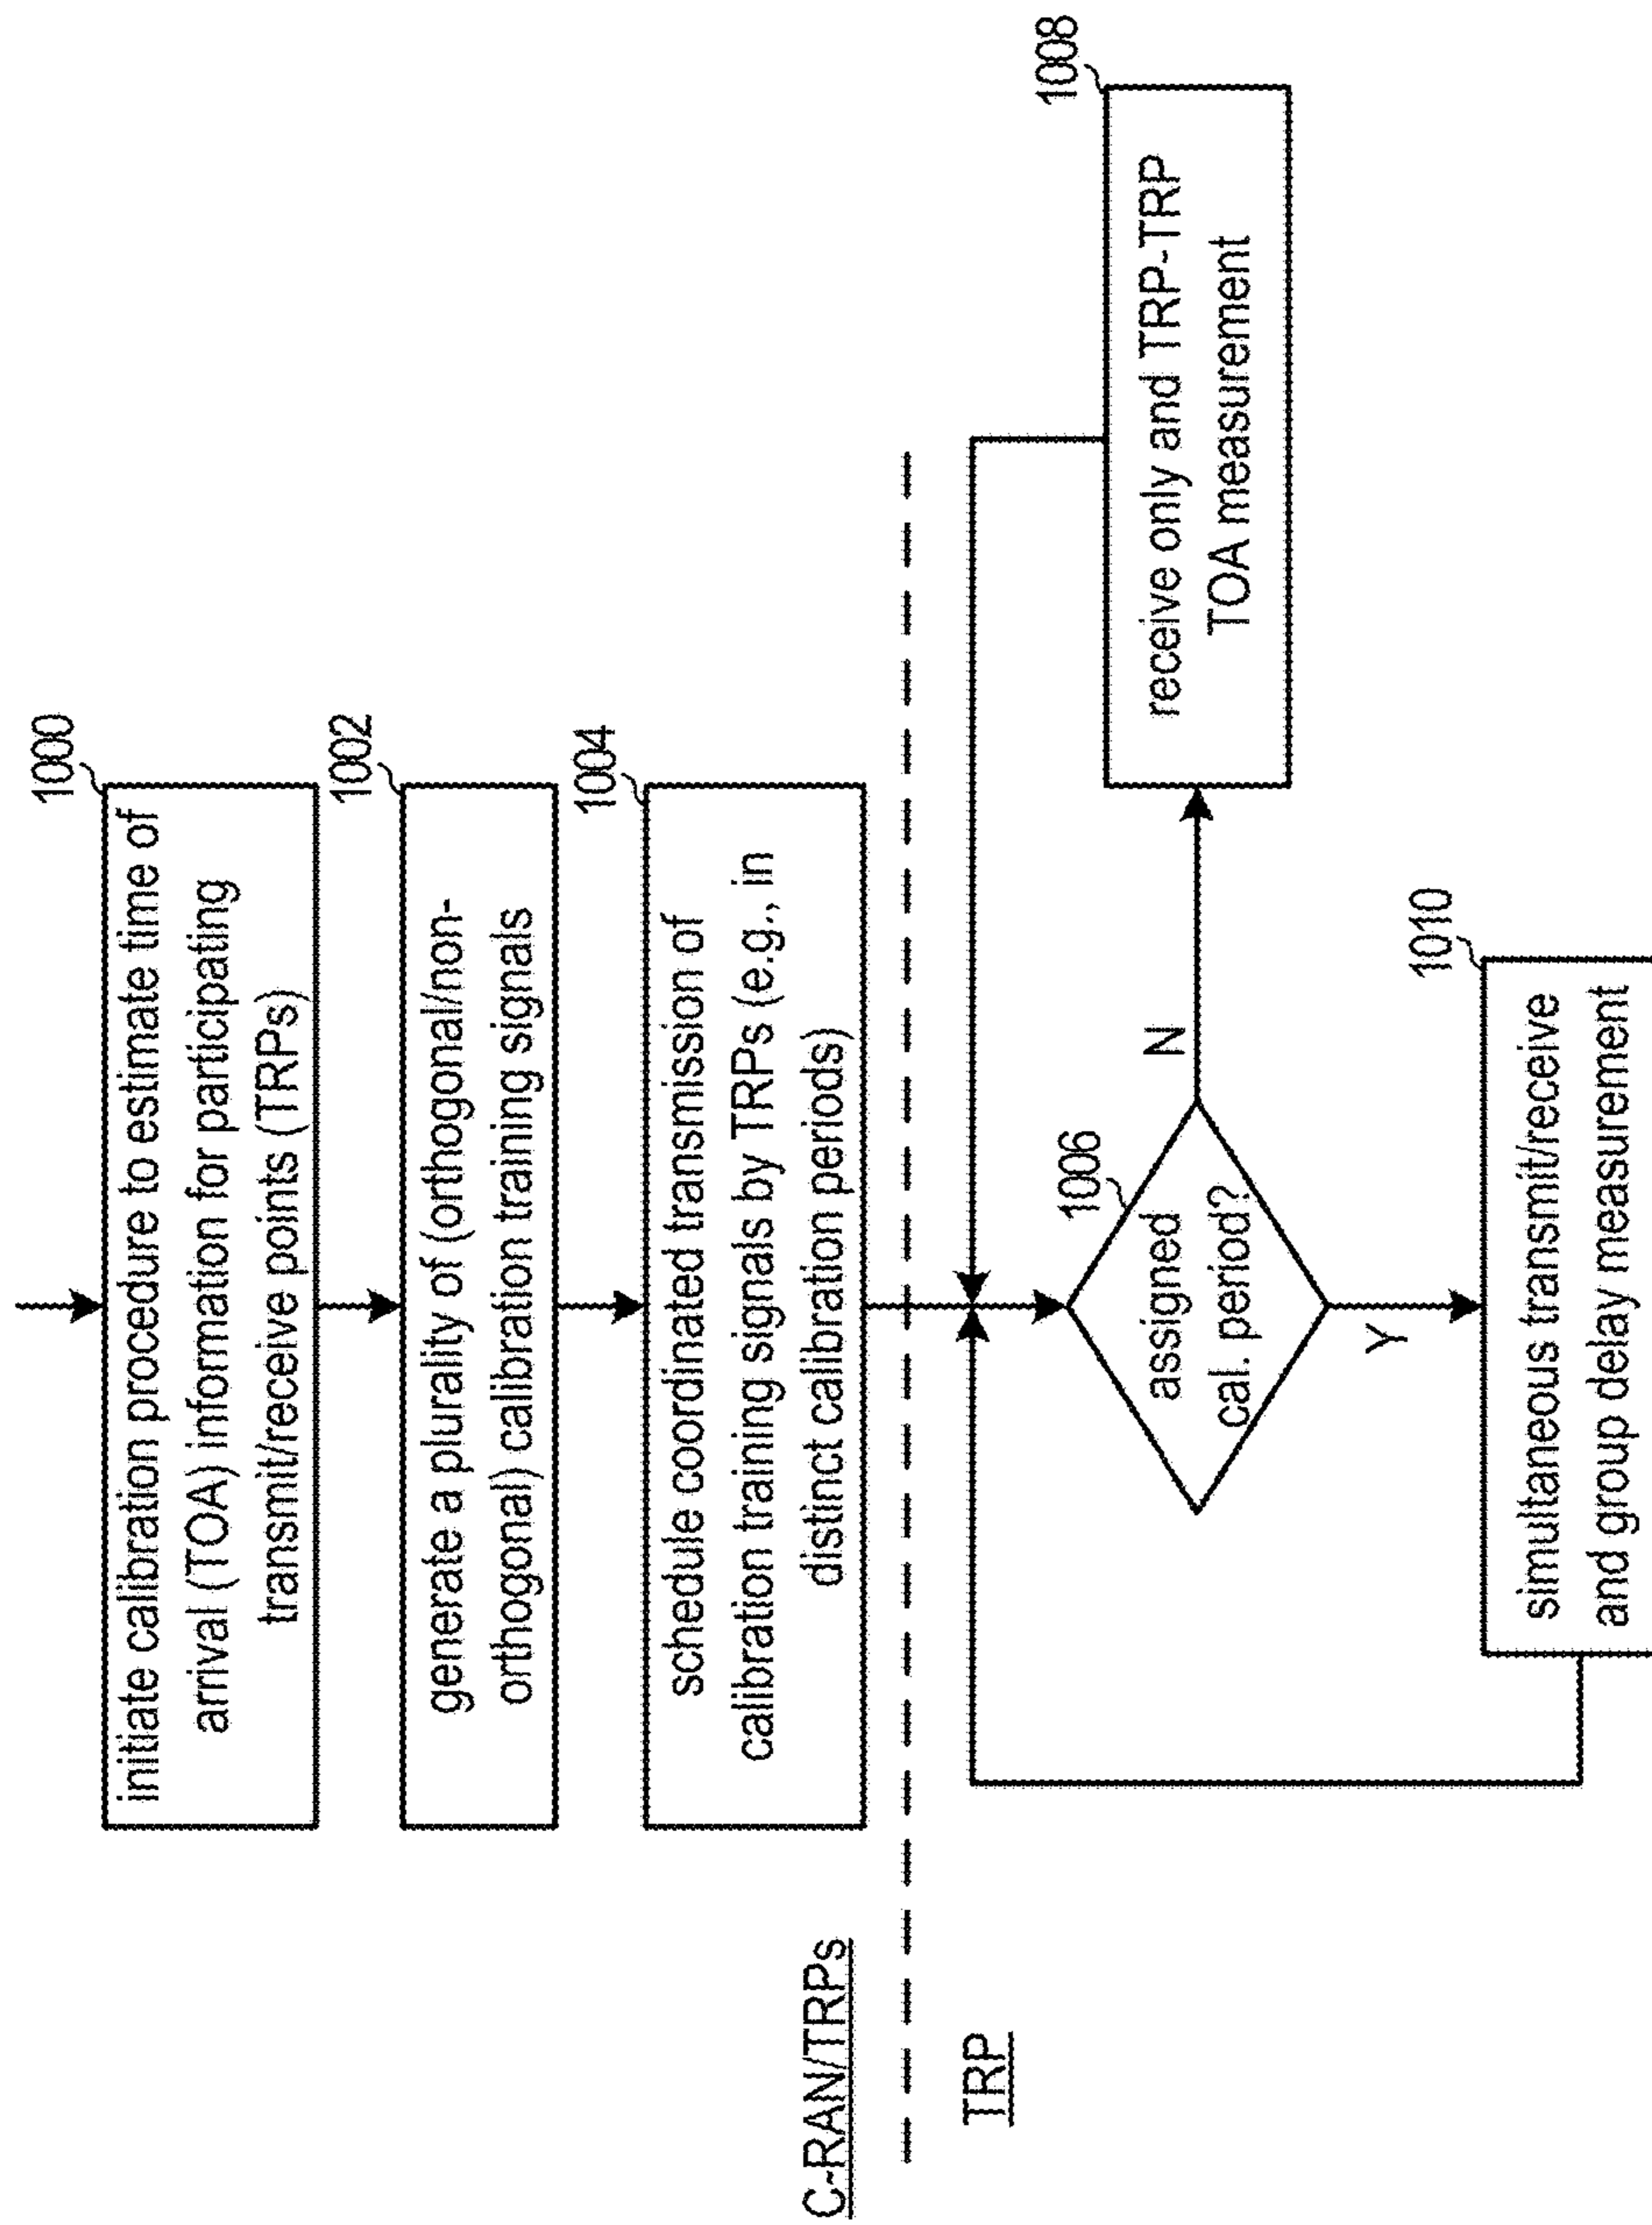 1000
initiate calibration procedure to estimate time of
arrival (TOA) information for participating
transmit/receive points (TRPs)
1002
generate a plurality of (orthogonal/non-
orthogonal) calibration training signals
1004
schedule coordinated transmission of
calibration training signals by TRPs (e.g., in
distinct calibration periods)
C-RAN/TRPs
TRP
1006
assigned
cal. period?
N
1008
receive only and TRP-TRP
TOA measurement
Y
1010
simultaneous transmit/receive
and group delay measurement